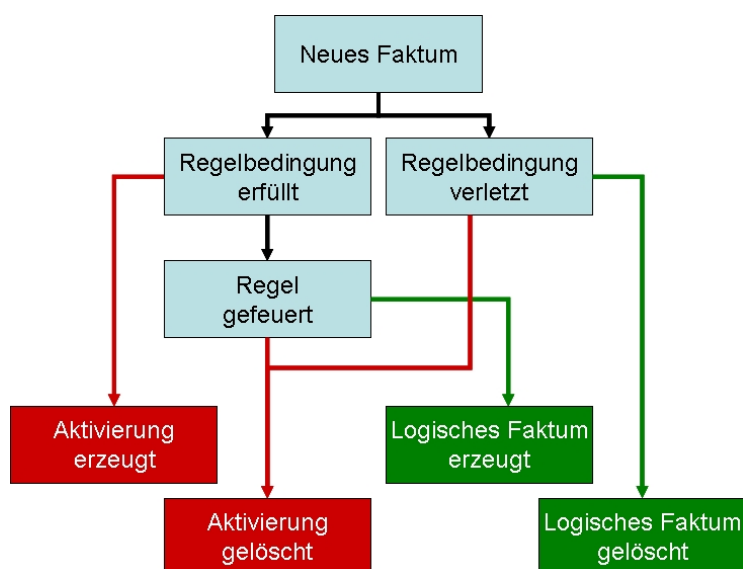 Neues Faktum
Regelbedingung
erfüllt
Regelbedingung
verletzt
Regel
gefeuert
Aktivierung
erzeugt
Logisches Faktum
erzeugt
Aktivierung
gelöscht
Logisches Faktum
gelöscht